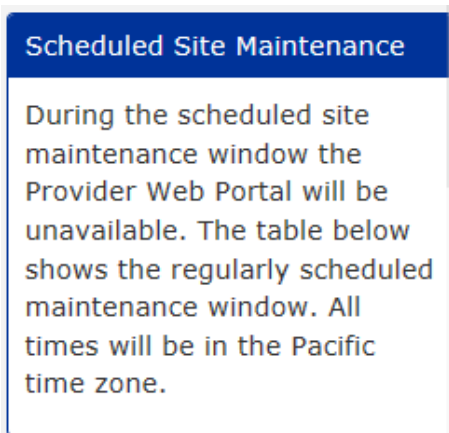 Scheduled Site Maintenance
During the scheduled site
maintenance window the
Provider Web Portal will be
unavailable. The table below
shows the regularly scheduled
maintenance window. All
times will be in the Pacific
time zone.